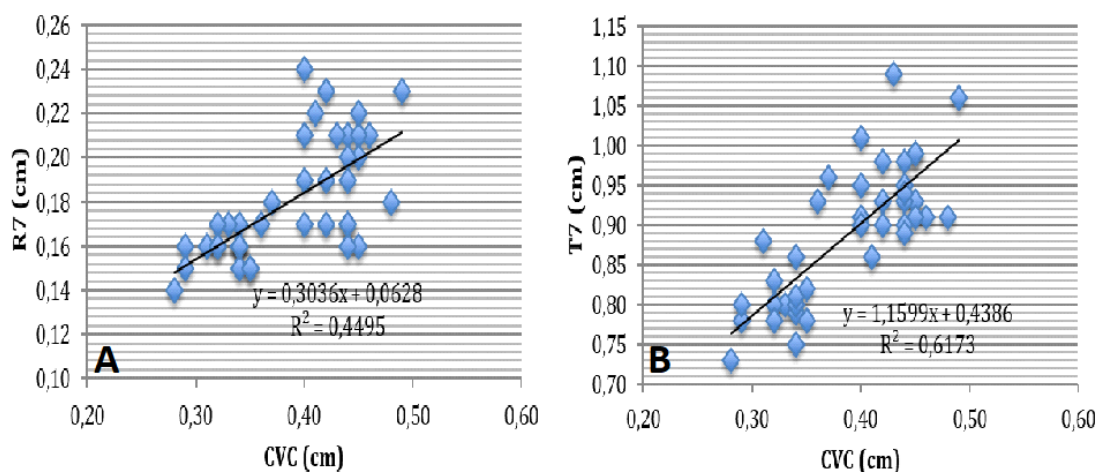 0,26
0,24
0,22
0,20
0,18
0,16
0,14
0,12
0,10
R7 (cm)
y = 0,3036x + 0,0628
R² = 0,4495
A
0,20 0,30 0,40 0,50 0,60
CVC (cm)
1,15
1,10
1,05
1,00
0,95
0,90
0,85
0,80
0,75
0,70
T7 (cm)
y = 1,1599x + 0,4386
R² = 0,6173
B
0,20 0,30 0,40 0,50 0,60
CVC (cm)